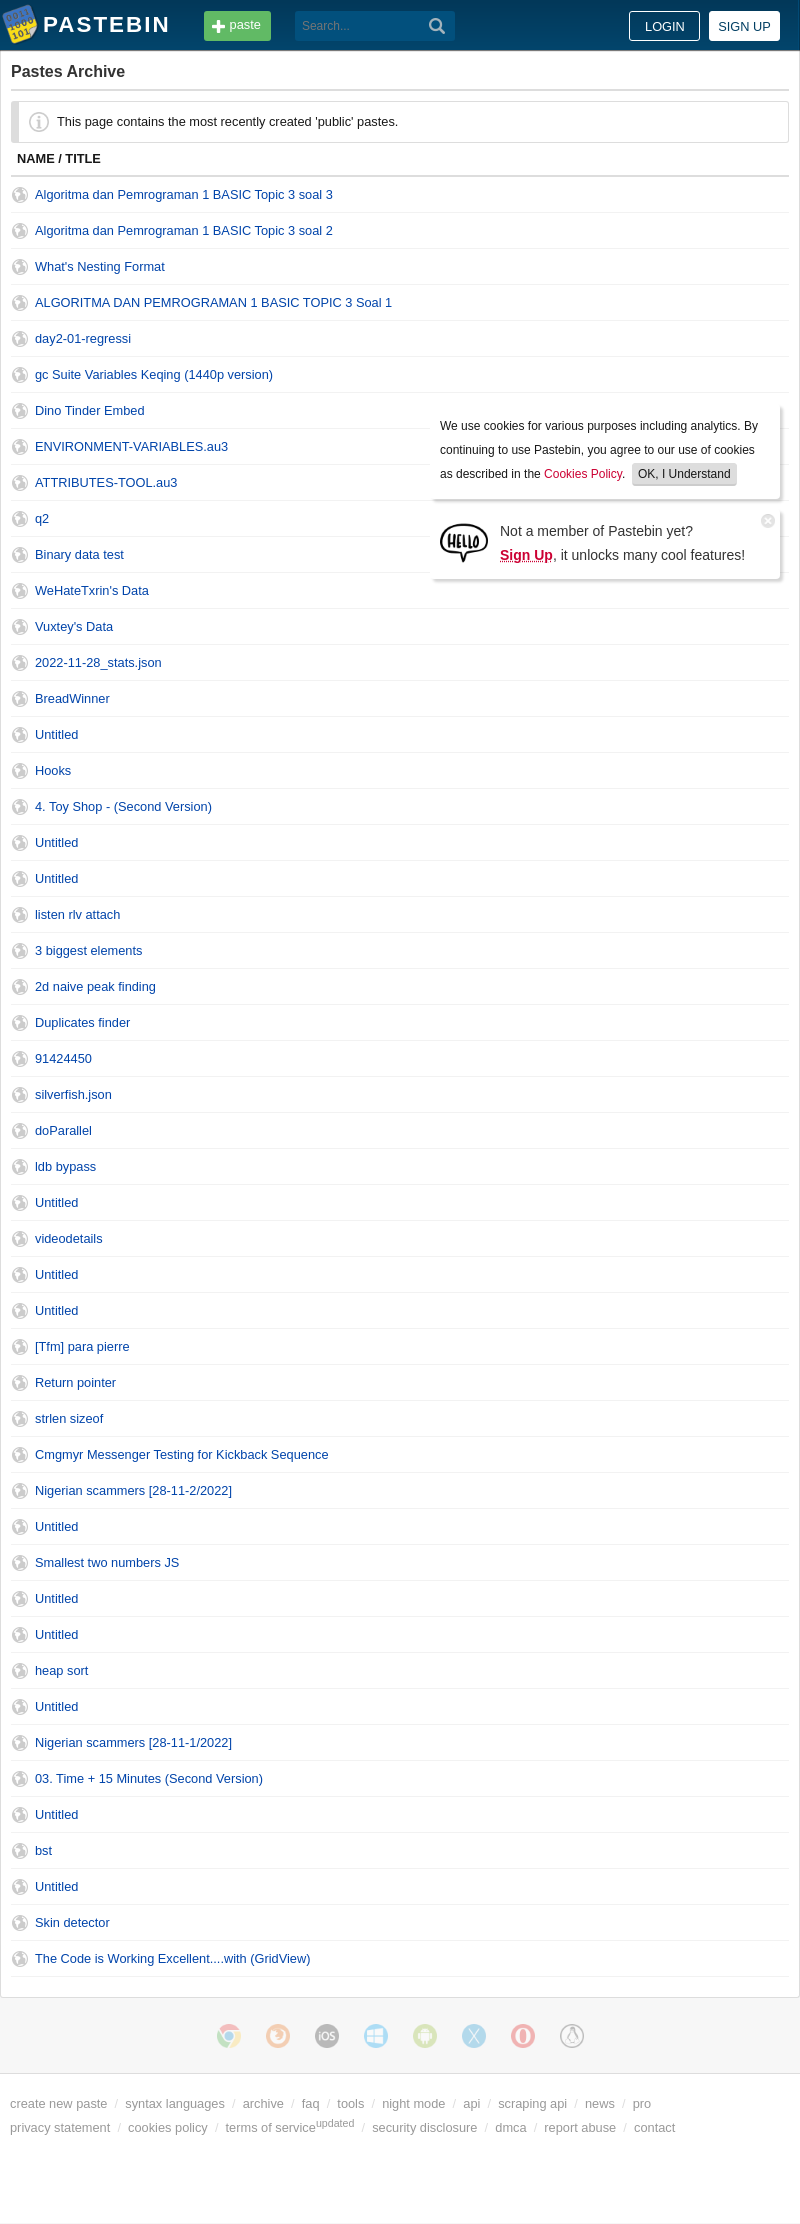 PASTEBIN paste Search... LOGIN SIGN UP
Pastes Archive
This page contains the most recently created 'public' pastes.
NAME / TITLE
Algoritma dan Pemrograman 1 BASIC Topic 3 soal 3
Algoritma dan Pemrograman 1 BASIC Topic 3 soal 2
What's Nesting Format
ALGORITMA DAN PEMROGRAMAN 1 BASIC TOPIC 3 Soal 1
day2-01-regressi
gc Suite Variables Keqing (1440p version)
Dino Tinder Embed
ENVIRONMENT-VARIABLES.au3
ATTRIBUTES-TOOL.au3
q2
Binary data test
WeHateTxrin's Data
Vuxtey's Data
2022-11-28_stats.json
BreadWinner
Untitled
Hooks
4. Toy Shop - (Second Version)
Untitled
Untitled
listen rlv attach
3 biggest elements
2d naive peak finding
Duplicates finder
91424450
silverfish.json
doParallel
ldb bypass
Untitled
videodetails
Untitled
Untitled
[Tfm] para pierre
Return pointer
strlen sizeof
Cmgmyr Messenger Testing for Kickback Sequence
Nigerian scammers [28-11-2/2022]
Untitled
Smallest two numbers JS
Untitled
Untitled
heap sort
Untitled
Nigerian scammers [28-11-1/2022]
03. Time + 15 Minutes (Second Version)
Untitled
bst
Untitled
Skin detector
The Code is Working Excellent....with (GridView)
We use cookies for various purposes including analytics. By
continuing to use Pastebin, you agree to our use of cookies
as described in the Cookies Policy. OK, I Understand
HELLO
Not a member of Pastebin yet?
Sign Up, it unlocks many cool features!
iOS
create new paste / syntax languages / archive / faq / tools / night mode / api / scraping api / news / pro
privacy statement / cookies policy / terms of serviceupdated / security disclosure / dmca / report abuse / contact